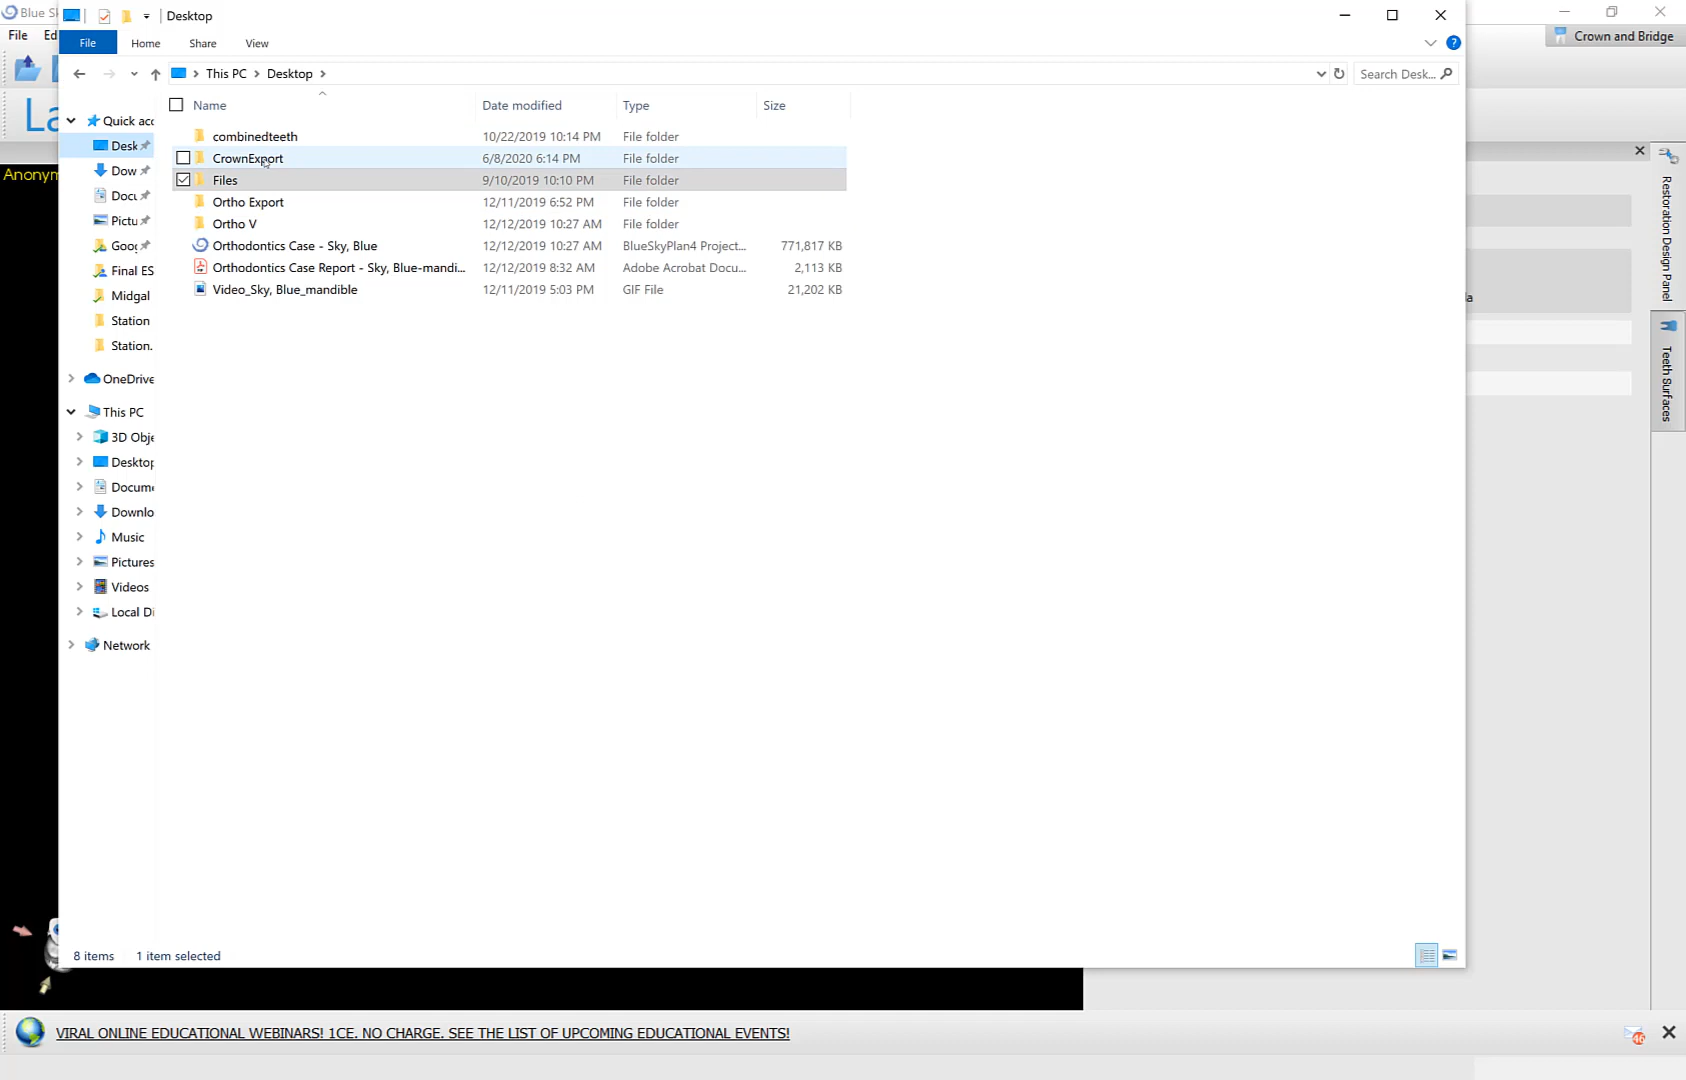 Blue Sk
Desktop
File
Ed
File
Home
Share
View
Crown and Bridge
This PC
Desktop
Search Desk...
Name
Date modified
Type
Size
Quick acc
Desk
Dow
Docu
Pictu
Goog
Final ES
Midgal
Station
Station.
OneDrive
This PC
3D Obje
Desktop
Docume
Downlo
Music
Pictures
Videos
Local Di
Network
combinedteeth 10/22/2019 10:14 PM File folder
CrownExport 6/8/2020 6:14 PM File folder
Files 9/10/2019 10:10 PM File folder
Ortho Export 12/11/2019 6:52 PM File folder
Ortho V 12/12/2019 10:27 AM File folder
Orthodontics Case - Sky, Blue 12/12/2019 10:27 AM BlueSkyPlan4 Project... 771,817 KB
Orthodontics Case Report - Sky, Blue-mandi... 12/12/2019 8:32 AM Adobe Acrobat Docu... 2,113 KB
Video_Sky, Blue_mandible 12/11/2019 5:03 PM GIF File 21,202 KB
La
Anonym
Restoration Design Panel
Teeth Surfaces
la
8 items 1 item selected
VIRAL ONLINE EDUCATIONAL WEBINARS! 1CE. NO CHARGE. SEE THE LIST OF UPCOMING EDUCATIONAL EVENTS!
46